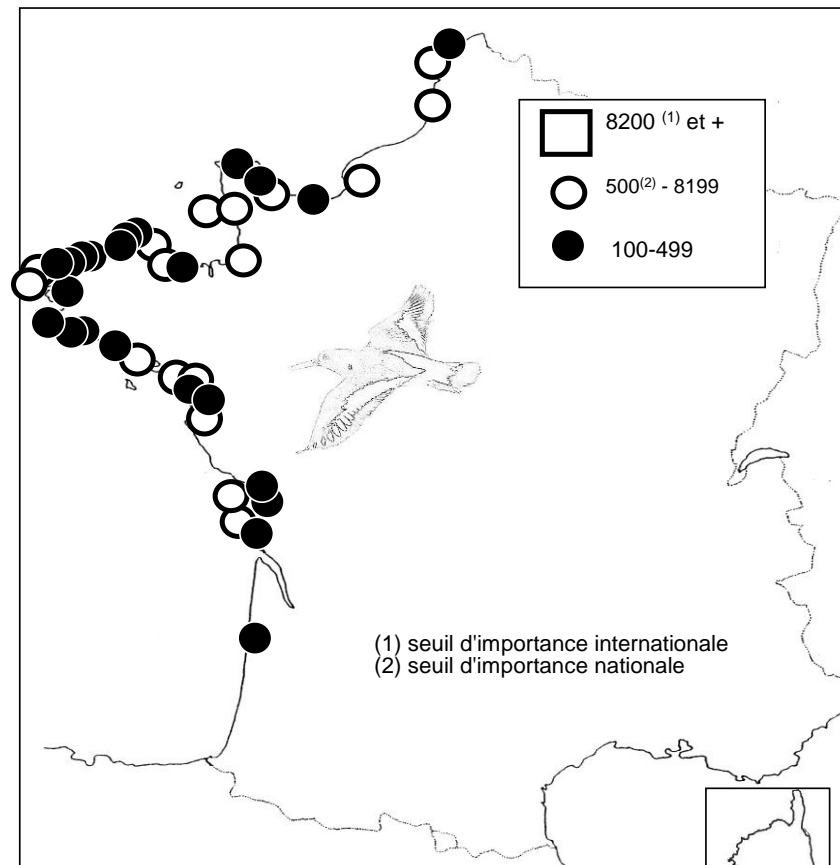 8200 (1) et +
500(2) - 8199
100-499
(1) seuil d'importance internationale
(2) seuil d'importance nationale